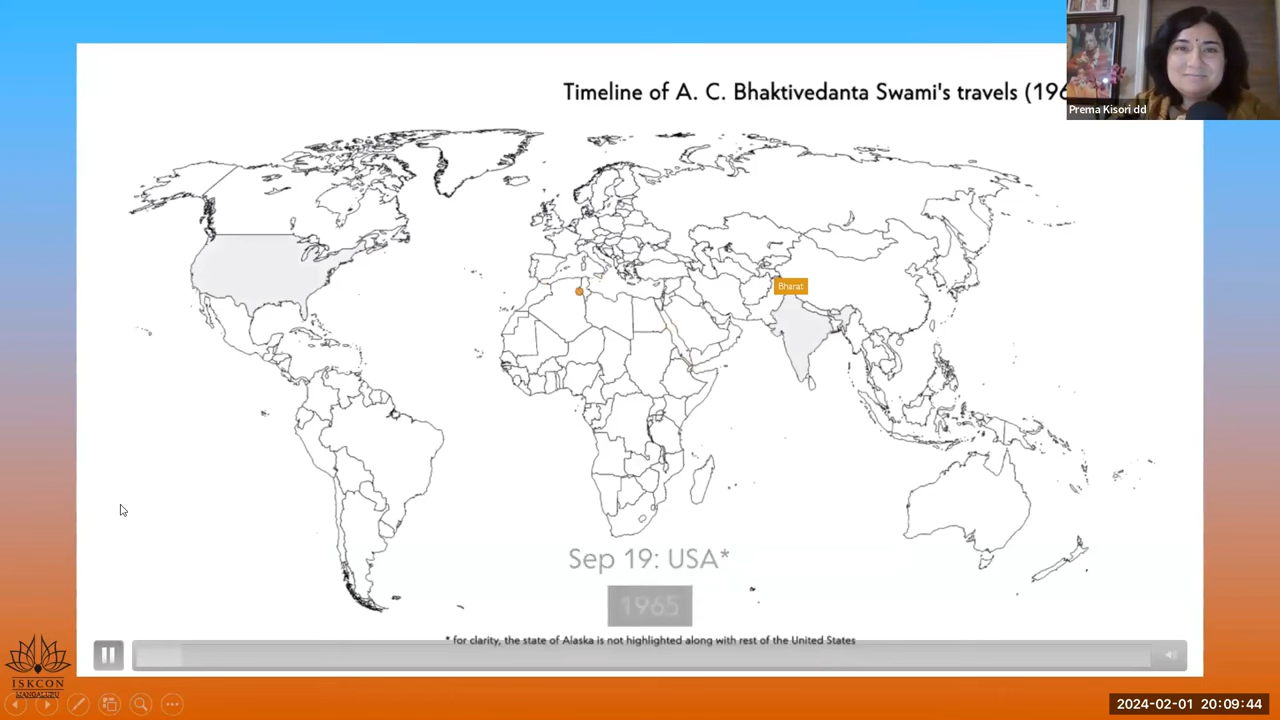 Timeline of A. C. Bhaktivedanta Swami's travels (196
Prema Kisori dd
Bharat
Sep 19: USA*
1965
* for clarity, the state of Alaska is not highlighted along with rest of the United States
ISKCON
MANGALURU
2024-02-01 20:09:44